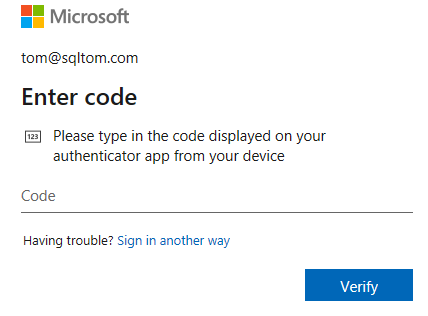 Microsoft
tom@sqltom.com
Enter code
123
Please type in the code displayed on your
authenticator app from your device
Code
Having trouble? Sign in another way
Verify